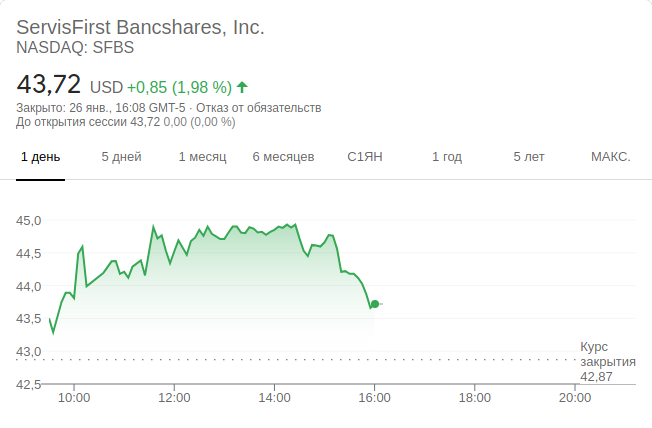 ServisFirst Bancshares, Inc.
NASDAQ: SFBS
43,72 USD +0,85 (1,98 %)
Закрыто: 26 янв., 16:08 GMT-5 · Отказ от обязательств
До открытия сессии 43,72 0,00 (0,00 %)
1 день 5 дней 1 месяц 6 месяцев С1ЯН 1 год 5 лет МАКС.
45,0
44,5
44,0
43,5
43,0
Курс
закрытия
42,87
42,5
10:00 12:00 14:00 16:00 18:00 20:00